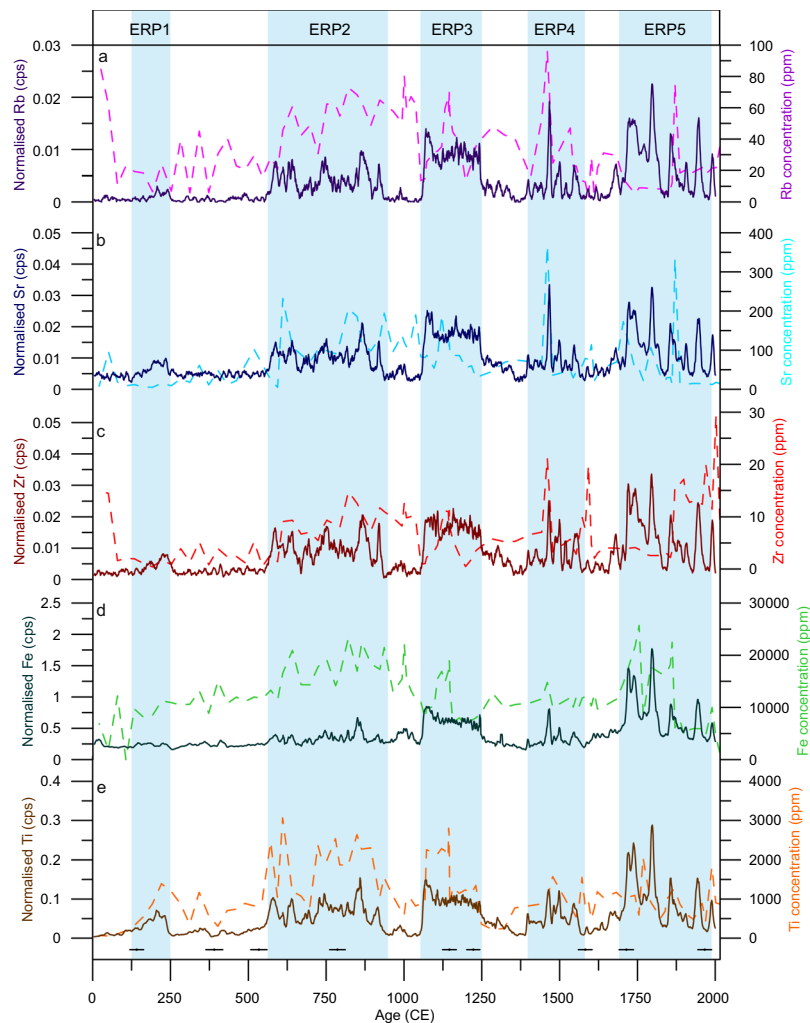 ERP1 ERP2 ERP3 ERP4 ERP5
a
Normalised Rb (cps)
0.03
0.02
0.01
0
100
80
60
40
20
0
Rb concentration (ppm)
b
Normalised Sr (cps)
0.05
0.04
0.03
0.02
0.01
0
400
300
200
100
0
Sr concentration (ppm)
c
Normalised Zr (cps)
0.05
0.04
0.03
0.02
0.01
0
30
20
10
0
Zr concentration (ppm)
d
Normalised Fe (cps)
2.5
2
1.5
1
0.5
0
30000
20000
10000
0
Fe concentration (ppm)
e
Normalised Ti (cps)
0.4
0.3
0.2
0.1
0
4000
3000
2000
1000
0
Ti concentration (ppm)
0 250 500 750 1000 1250 1500 1750 2000
Age (CE)